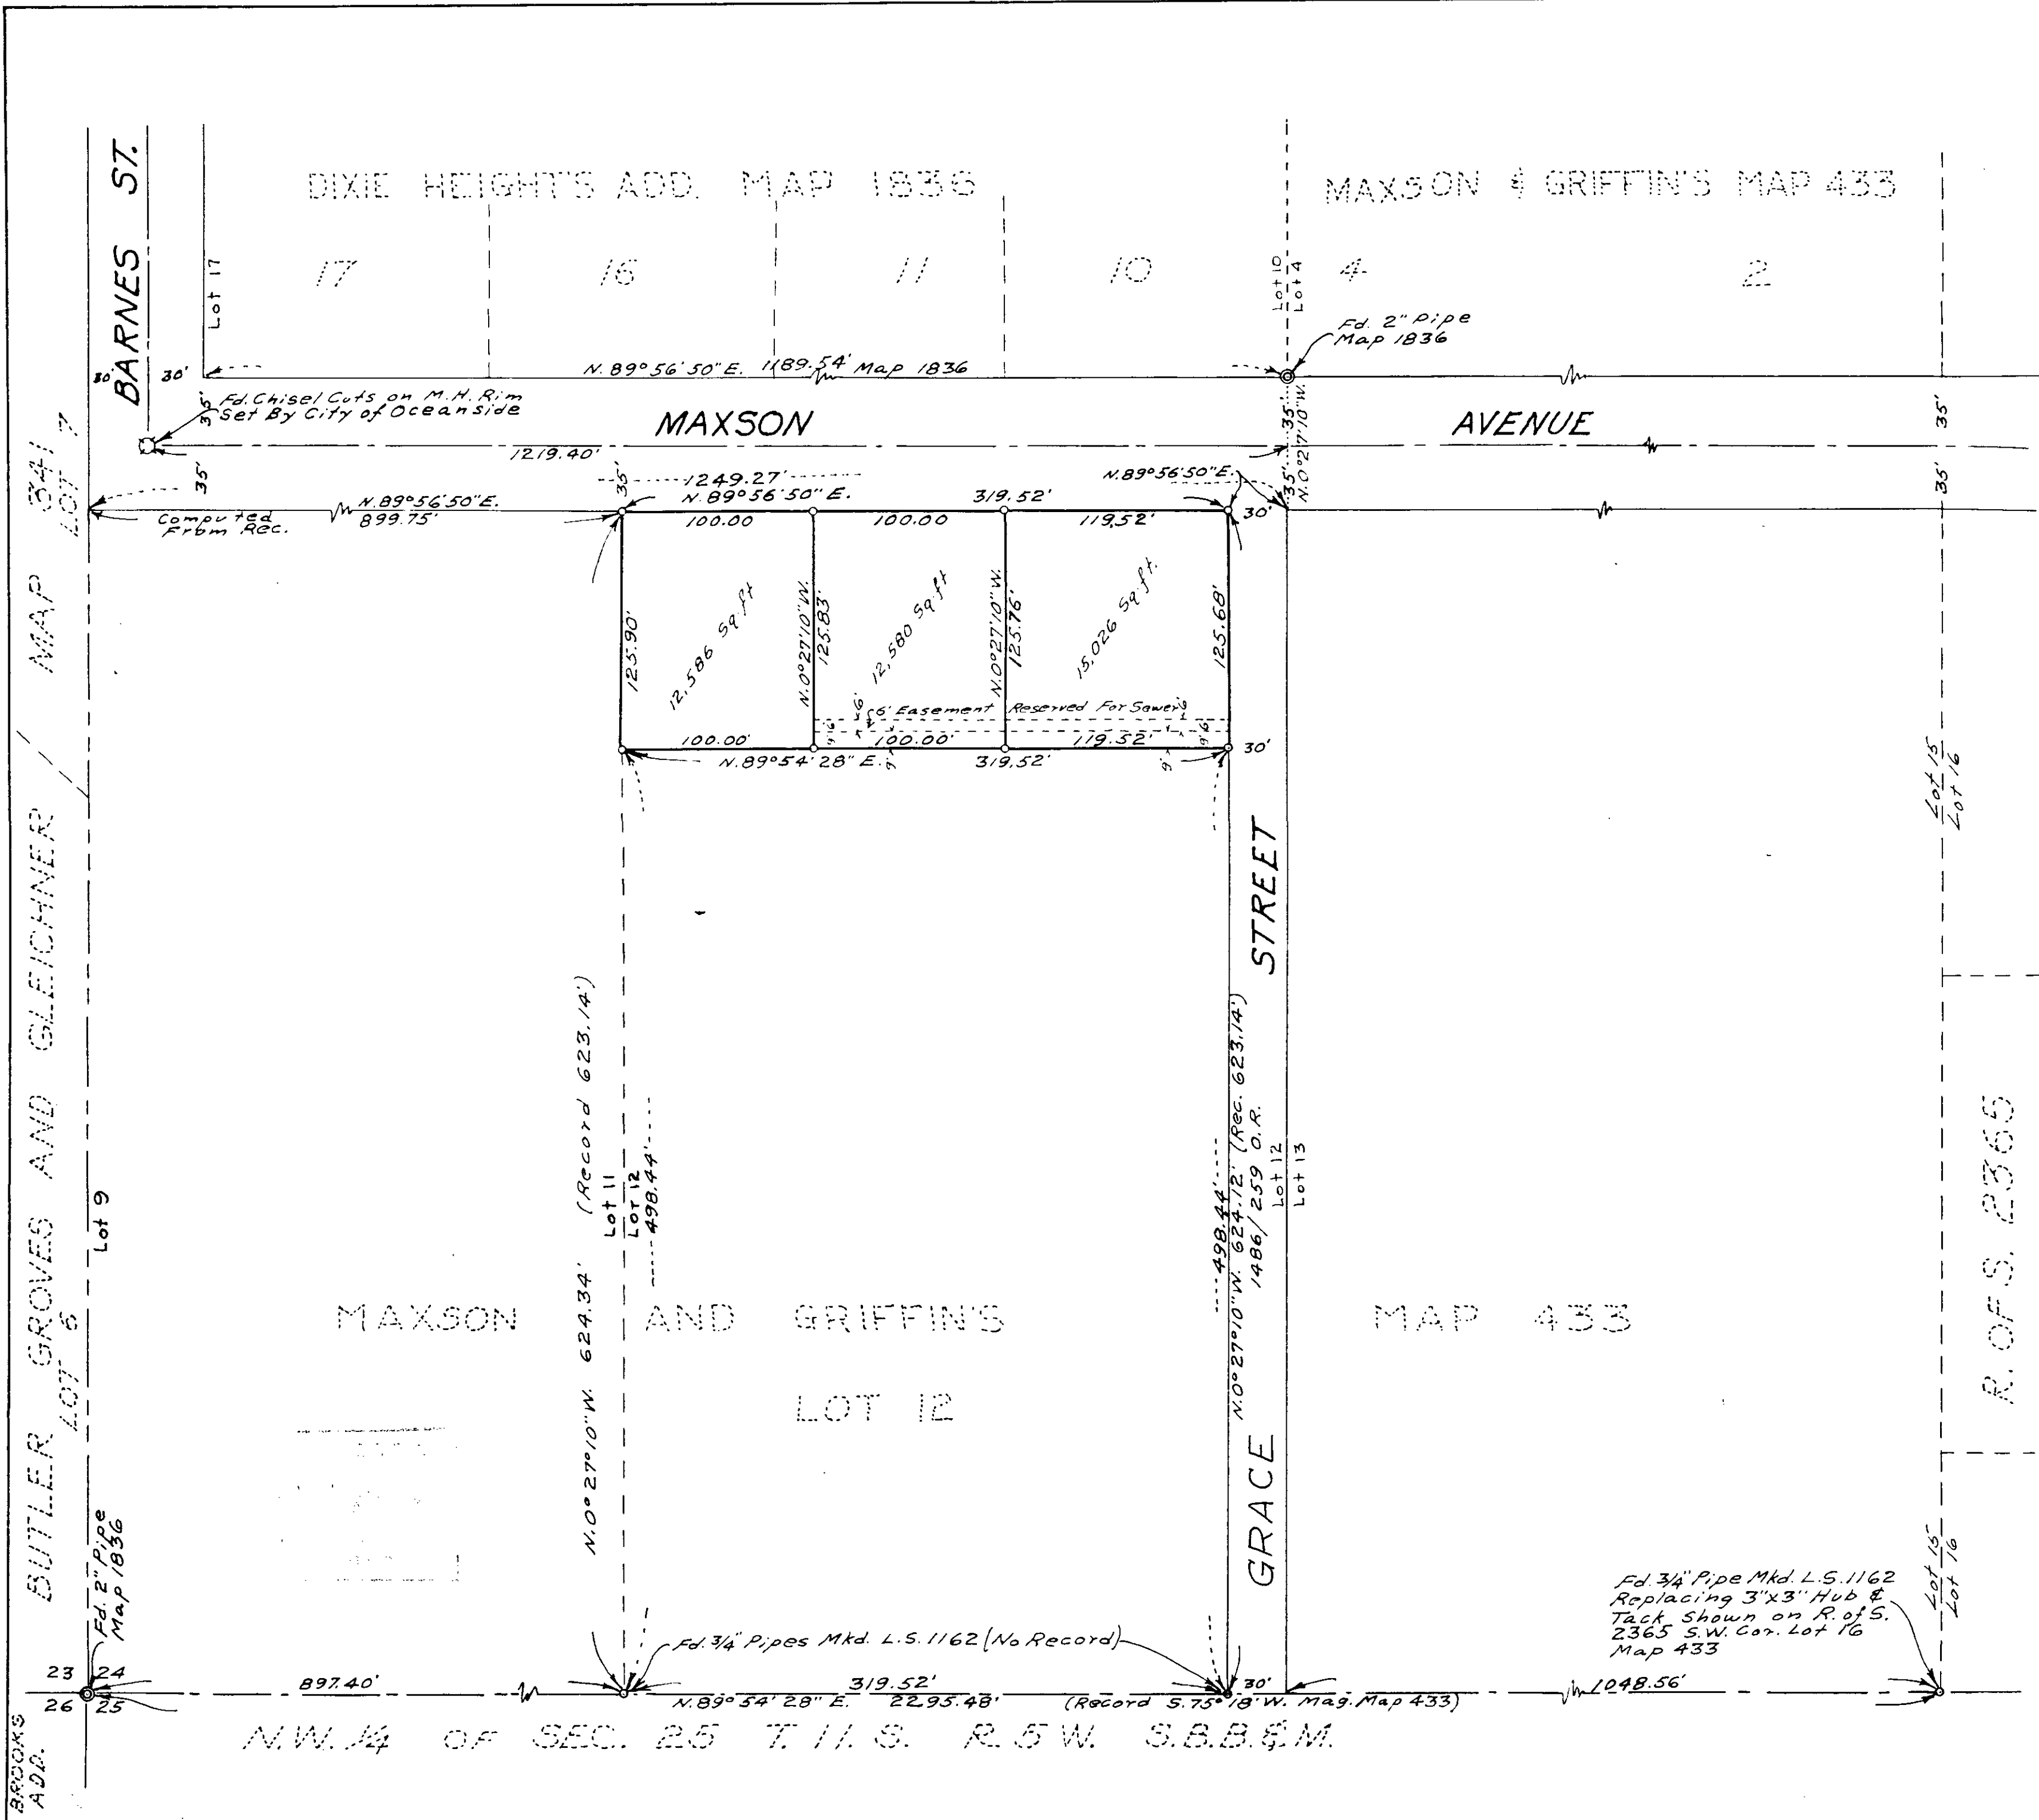 BARNES ST.
DIXIE HEIGHT'S ADD. MAP 1836
MAXSON & GRIFFIN'S MAP 433
17
16
11
10
4
2
Lot 17
Lot 10
Lot 4
Fd. 2" Pipe
Map 1836
30'
30'
N. 89° 56' 50" E. 1189.54' Map 1836
Fd. Chisel Cuts on M.H. Rim
Set By City of Oceanside
35'
MAXSON AVENUE
35'
35'
N.0°27'10"W.
35'
35'
1219.40'
35'
35'
1249.27'
N.89°56'50"E.
N.89°56'50"E.
899.75'
Computed
From Rec.
N.89°56'50"E.
319.52'
100.00
100.00
119.52'
30'
125.90'
12,586 Sq.ft
N.0°27'10"W.
125.83'
12,580 Sq.ft
N.0°27'10"W.
125.76'
15,026 Sq.ft.
125.68'
6'
6' Easement Reserved For Sewer
6'
6'
9'
6'
9'
100.00'
100.00'
119.52'
30'
N.89°54'28" E.
9'
319.52'
9'
MAP 341
LOT 7
BUTLER GROVES AND GLEICHNER
LOT 6
Lot 9
Lot 15
Lot 16
STREET
N.0°27'10"W. 624.34' (Record 623.14')
Lot 11
Lot 12
498.44'
498.44'
N.0°27'10"W. 624.12' (Rec. 623.14')
1486/259 O.R.
Lot 12
Lot 13
R. OF S. 2365
MAXSON AND GRIFFIN'S MAP 433
LOT 12
GRACE
Fd. 2" Pipe
Map 1836
Fd. 3/4" Pipes Mkd. L.S. 1162 (No Record)
Fd. 3/4" Pipe Mkd. L.S. 1162
Replacing 3"x3" Hub &
Tack shown on R. of S.
2365 S.W. Cor. Lot 16
Map 433
Lot 15
Lot 16
23 24
26 25
897.40'
319.52'
30'
1048.56'
N.89°54'28" E. 2295.48' (Record S.75°18'W. Mag. Map 433)
N.W. 1/4 OF SEC. 25 T. 11. S. R. 5 W. S.B.B.& M.
BROOKS
ADD.